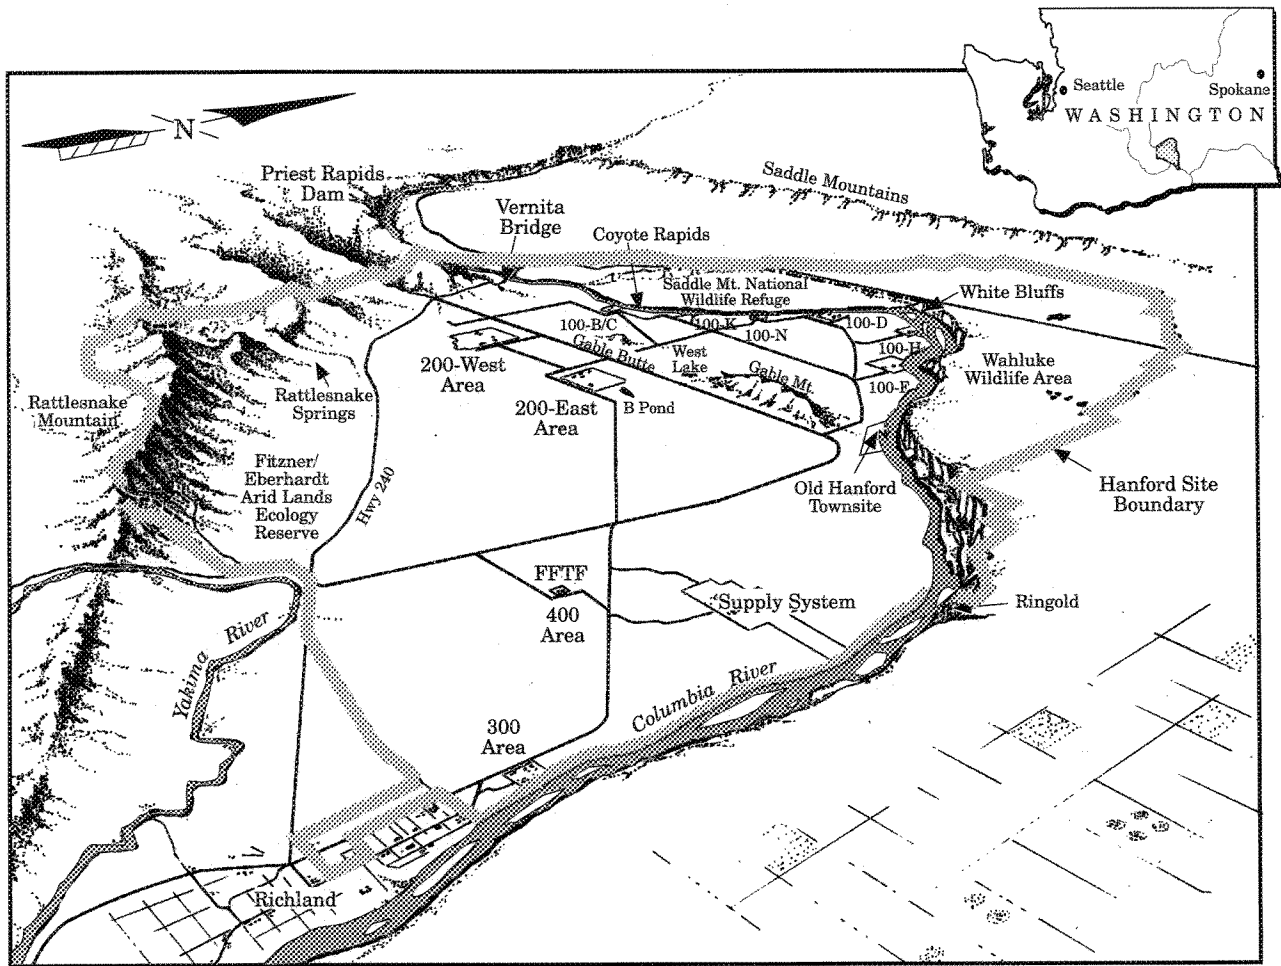 Seattle
Spokane
WASHINGTON
N
Priest Rapids
Dam
Saddle Mountains
Vernita
Bridge
Coyote Rapids
Saddle Mt. National
Wildlife Refuge
White Bluffs
100-B/C
100-K
100-N
100-D
100-H
100-F
Gable Butte
West
Lake
Gable Mt.
200-West
Area
200-East
Area
B Pond
Wahluke
Wildlife Area
Rattlesnake
Mountain
Rattlesnake
Springs
Fitzner/
Eberhardt
Arid Lands
Ecology
Reserve
Hwy 240
Old Hanford
Townsite
Hanford Site
Boundary
FFTF
400
Area
Supply System
Ringold
Yakima River
Columbia River
300
Area
Richland